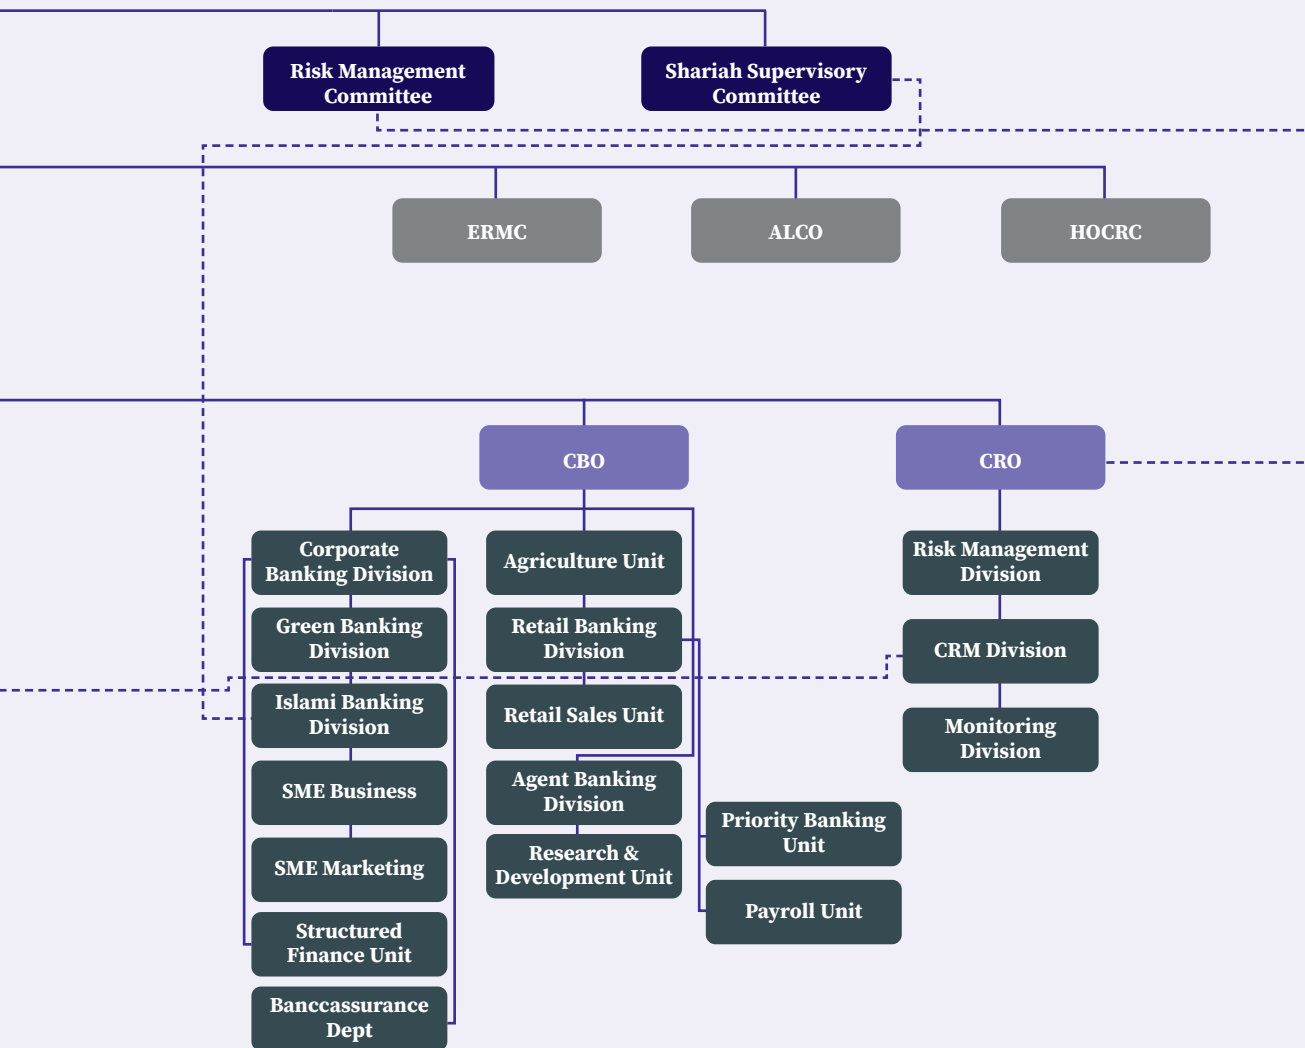 Risk Management
Committee
Shariah Supervisory
Committee
ERMC
ALCO
HOCRC
CBO
CRO
Corporate
Banking Division
Green Banking
Division
Islami Banking
Division
SME Business
SME Marketing
Structured
Finance Unit
Banccassurance
Dept
Agriculture Unit
Retail Banking
Division
Retail Sales Unit
Agent Banking
Division
Research &
Development Unit
Priority Banking
Unit
Payroll Unit
Risk Management
Division
CRM Division
Monitoring
Division